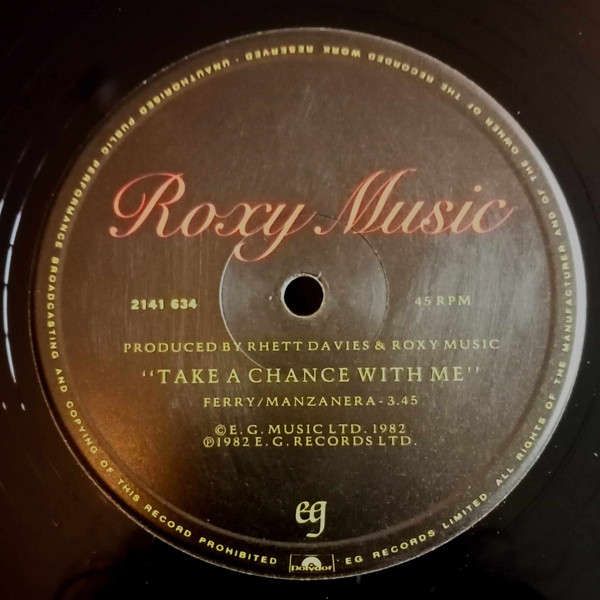 Roxy Music
2141 634
45 RPM
PRODUCED BY RHETT DAVIES & ROXY MUSIC
"TAKE A CHANCE WITH ME"
FERRY/MANZANERA - 3.45
© E.G. MUSIC LTD. 1982
℗1982 E.G. RECORDS LTD.
eg
polydor
· EG RECORDS LIMITED. ALL RIGHTS OF THE MANUFACTURER AND OF THE OWNER OF THE RECORDED WORK RESERVED · UNAUTHORISED PUBLIC PERFORMANCE BROADCASTING AND COPYING OF THIS RECORD PROHIBITED